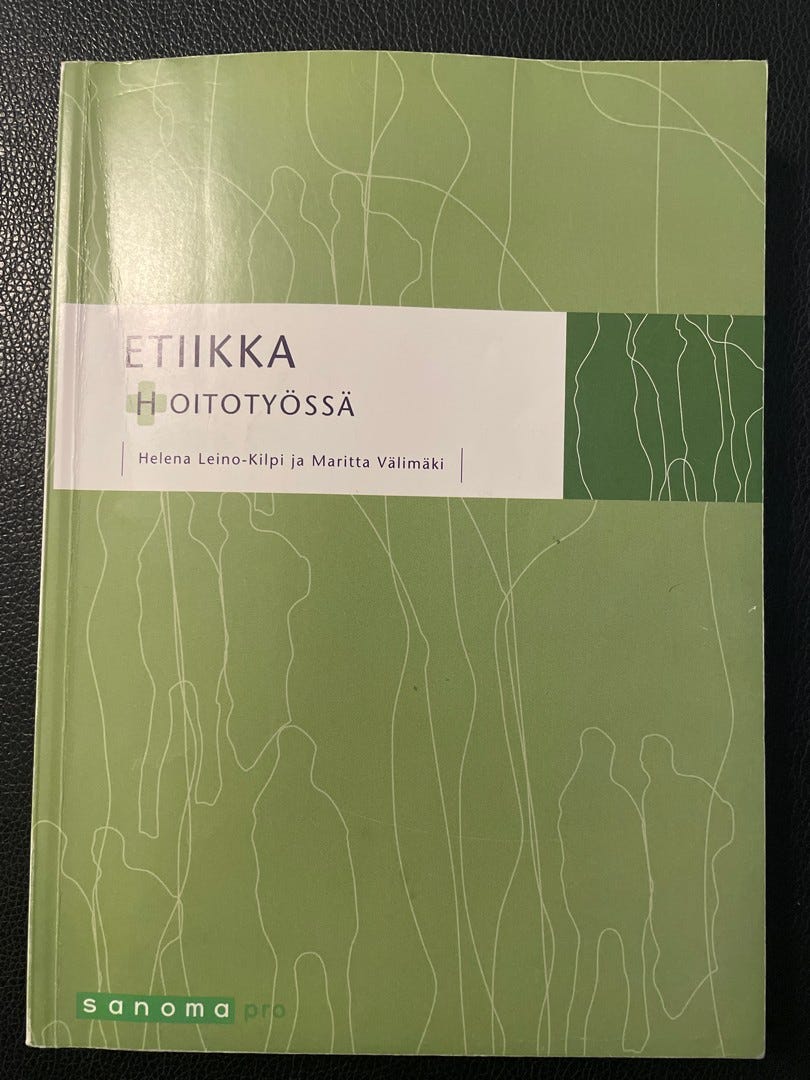 ETIIKKA
HOITOTYÖSSÄ
Helena Leino-Kilpi ja Maritta Välimäki
sanoma pro